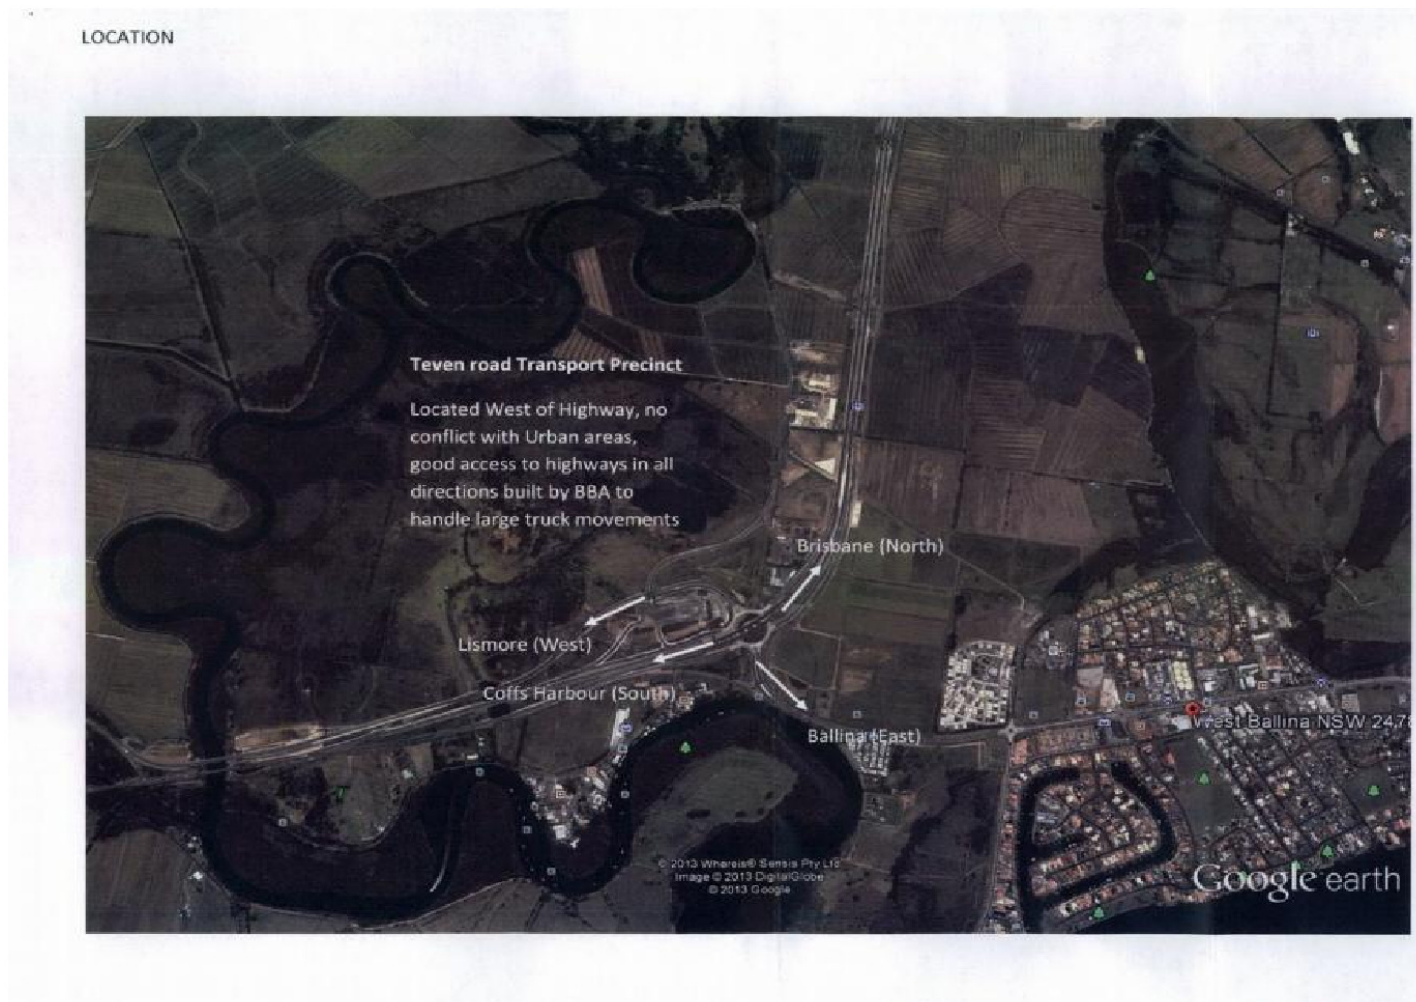 LOCATION
Teven road Transport Precinct
Located West of Highway, no
conflict with Urban areas,
good access to highways in all
directions built by BBA to
handle large truck movements
Brisbane (North)
Lismore (West)
Coffs Harbour (South)
Ballina (East)
West Ballina NSW 2478
© 2013 Whereis® Sensis Pty Ltd
Image © 2013 DigitalGlobe
© 2013 Google
Google earth